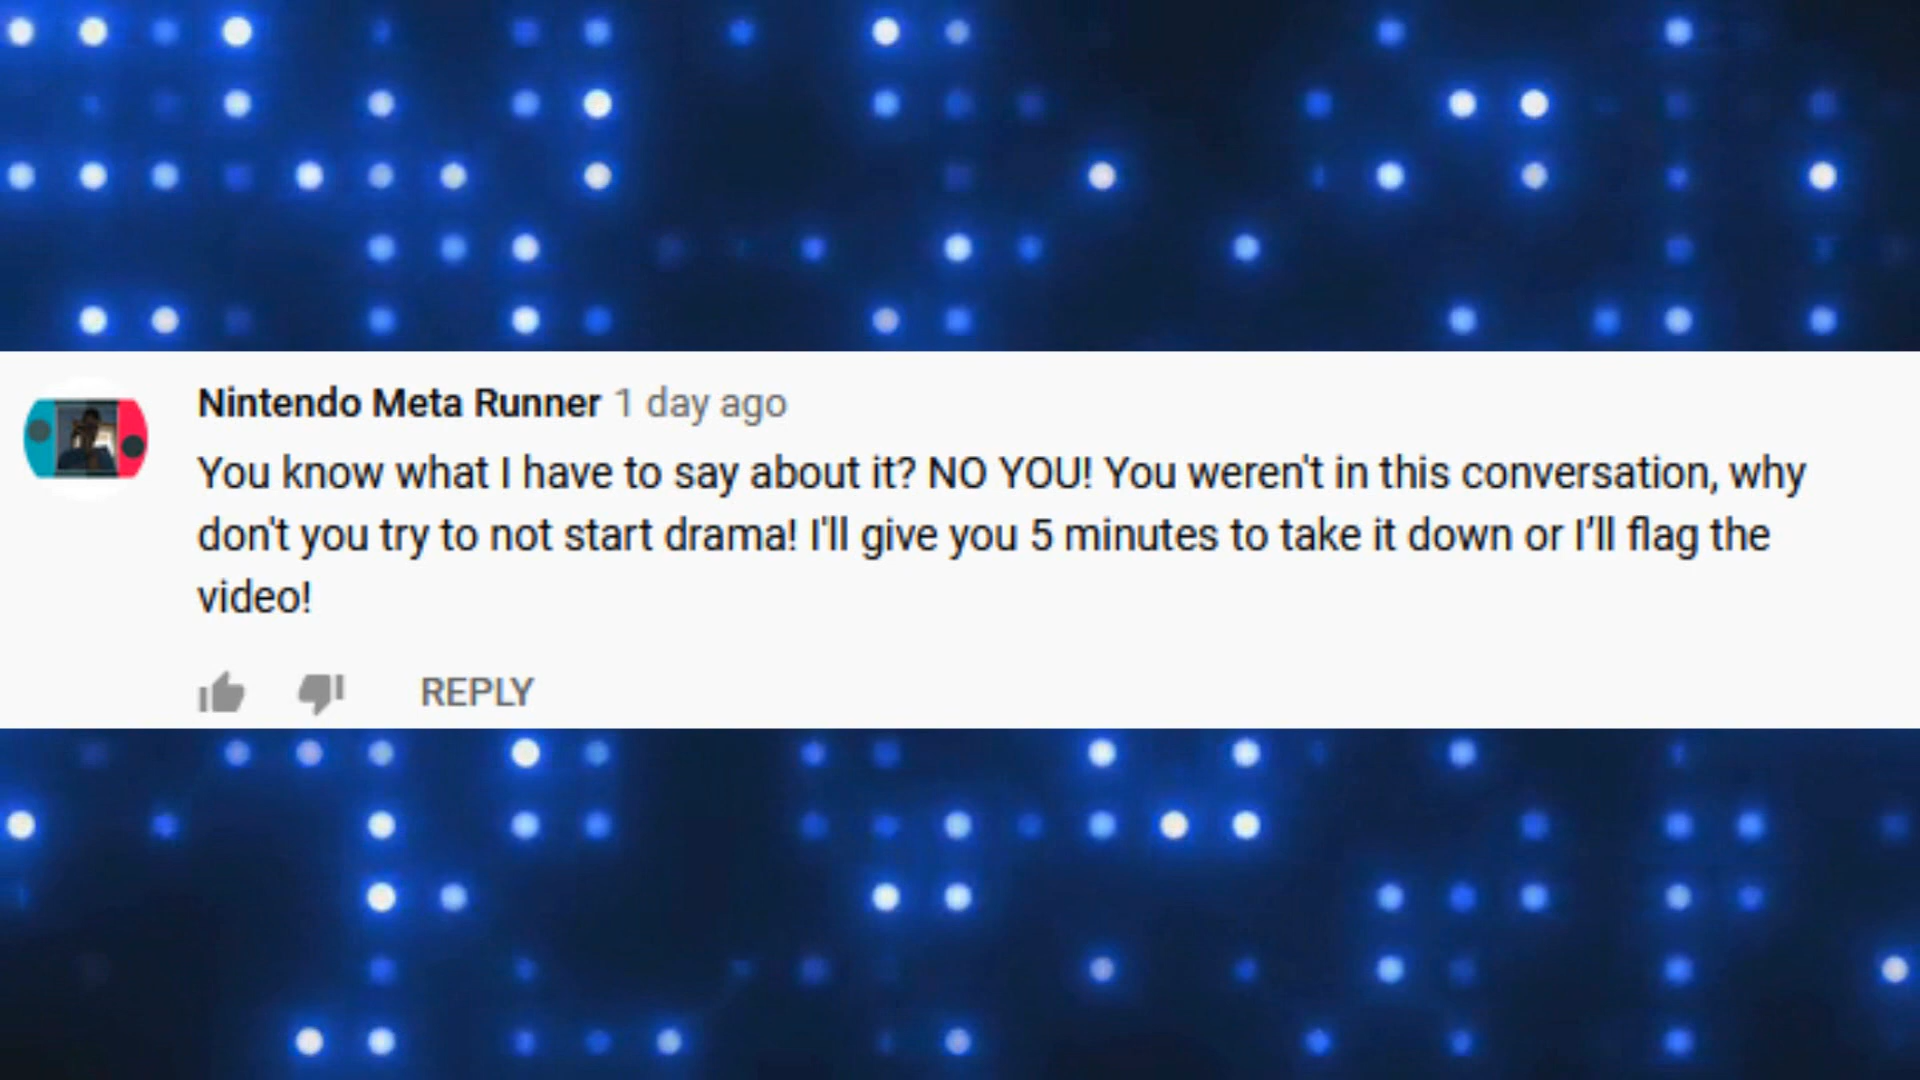 Nintendo Meta Runner 1 day ago
You know what I have to say about it? NO YOU! You weren't in this conversation, why
don't you try to not start drama! I'll give you 5 minutes to take it down or I’ll flag the
video!
REPLY